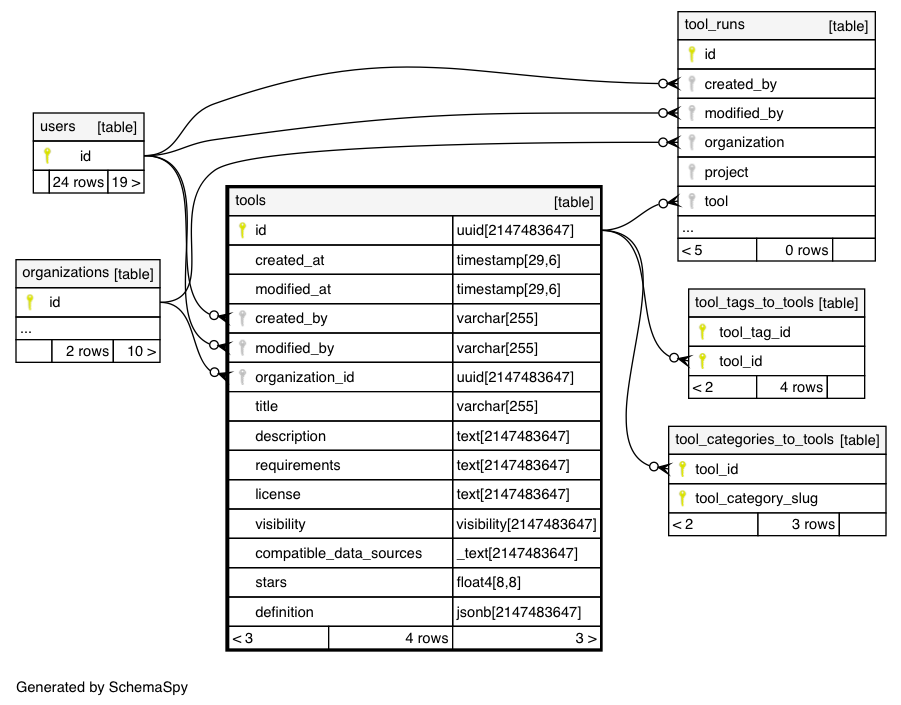 tool_runs [table]
id
created_by
modified_by
organization
project
tool
...
< 5 0 rows
users [table]
id
24 rows 19 >
organizations [table]
id
...
2 rows 10 >
tools [table]
id uuid[2147483647]
created_at timestamp[29,6]
modified_at timestamp[29,6]
created_by varchar[255]
modified_by varchar[255]
organization_id uuid[2147483647]
title varchar[255]
description text[2147483647]
requirements text[2147483647]
license text[2147483647]
visibility visibility[2147483647]
compatible_data_sources _text[2147483647]
stars float4[8,8]
definition jsonb[2147483647]
< 3 4 rows 3 >
tool_tags_to_tools [table]
tool_tag_id
tool_id
< 2 4 rows
tool_categories_to_tools [table]
tool_id
tool_category_slug
< 2 3 rows
Generated by SchemaSpy